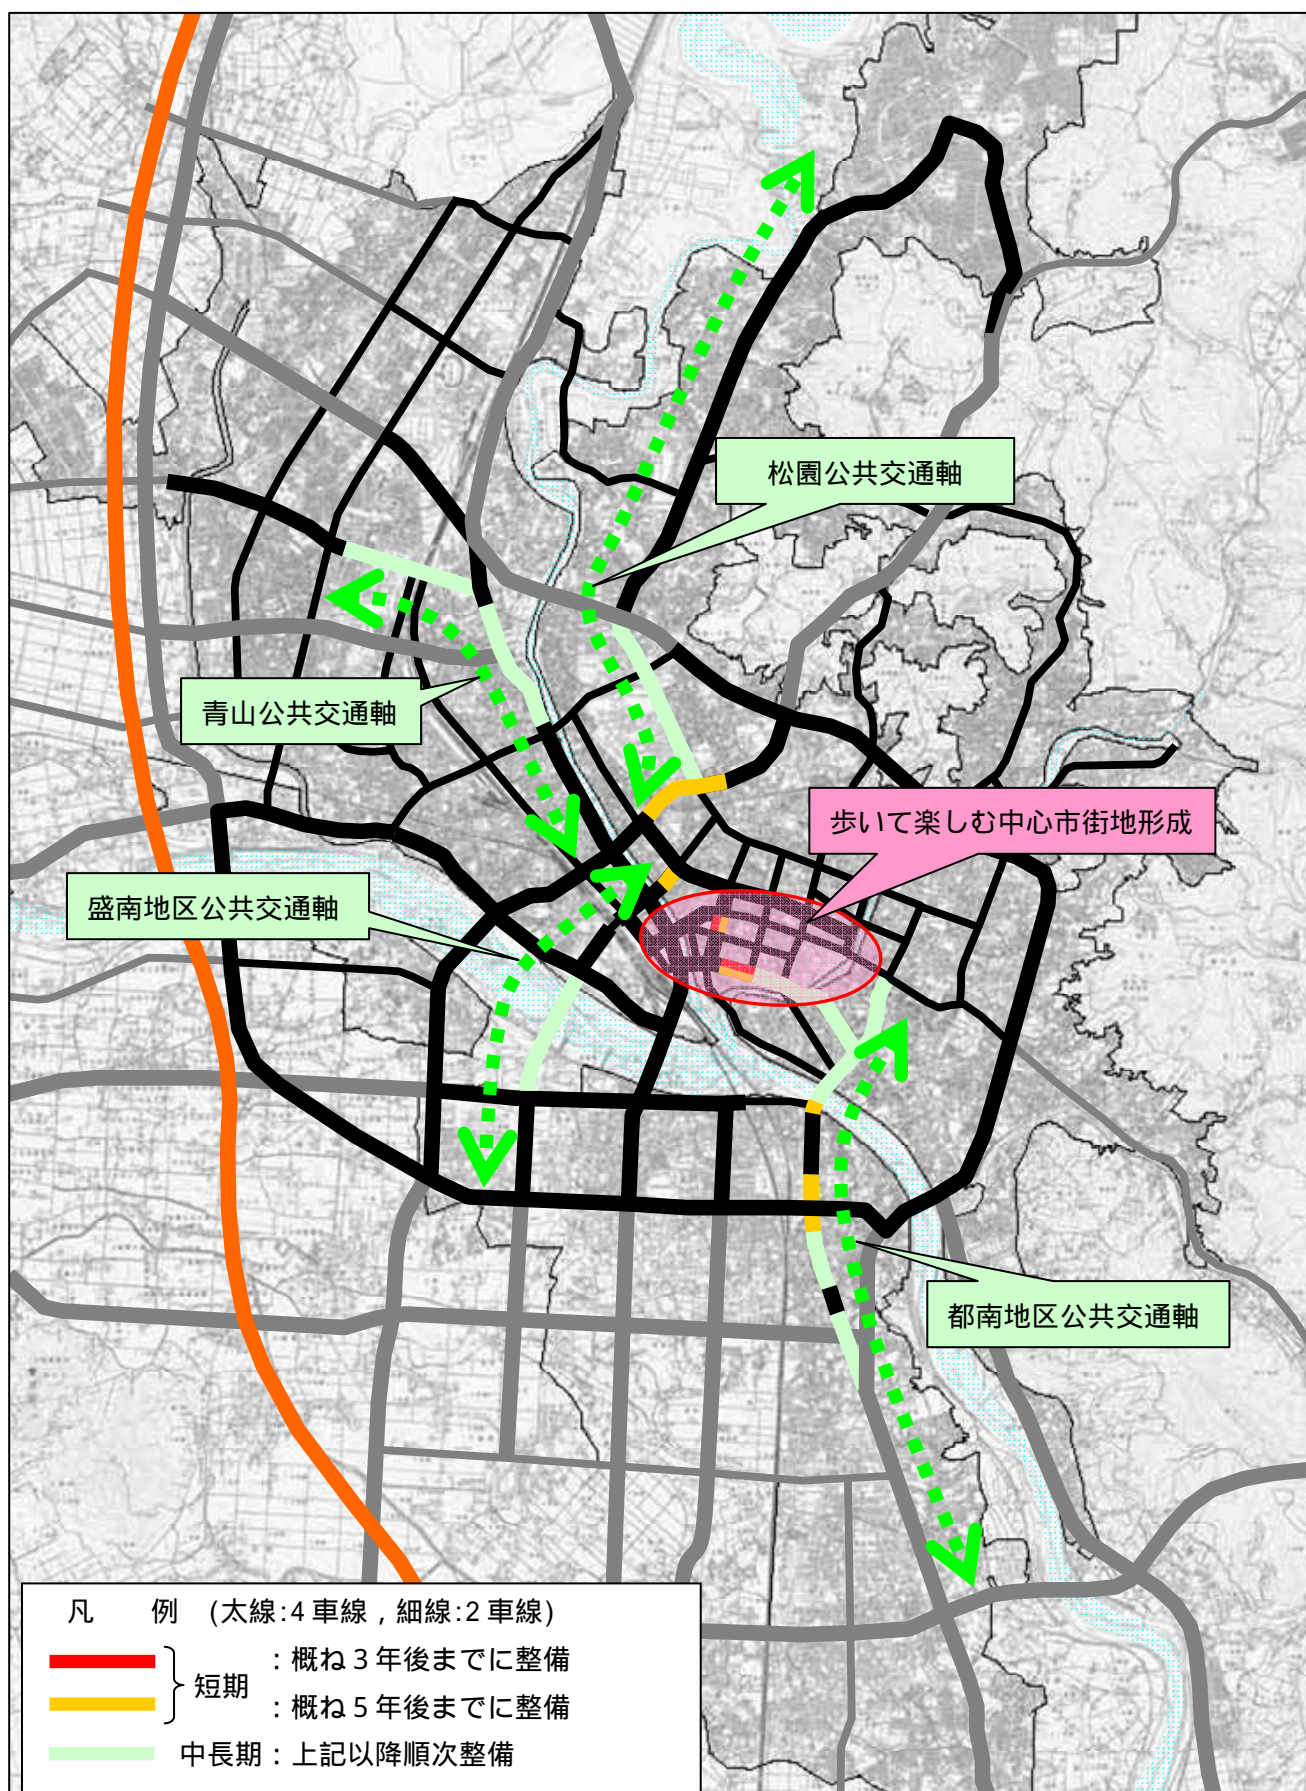 松園公共交通軸
青山公共交通軸
歩いて楽しむ中心市街地形成
盛南地区公共交通軸
都南地区公共交通軸
凡 例 (太線:4車線,細線:2車線)
:概ね3年後までに整備
短期
:概ね5年後までに整備
中長期:上記以降順次整備